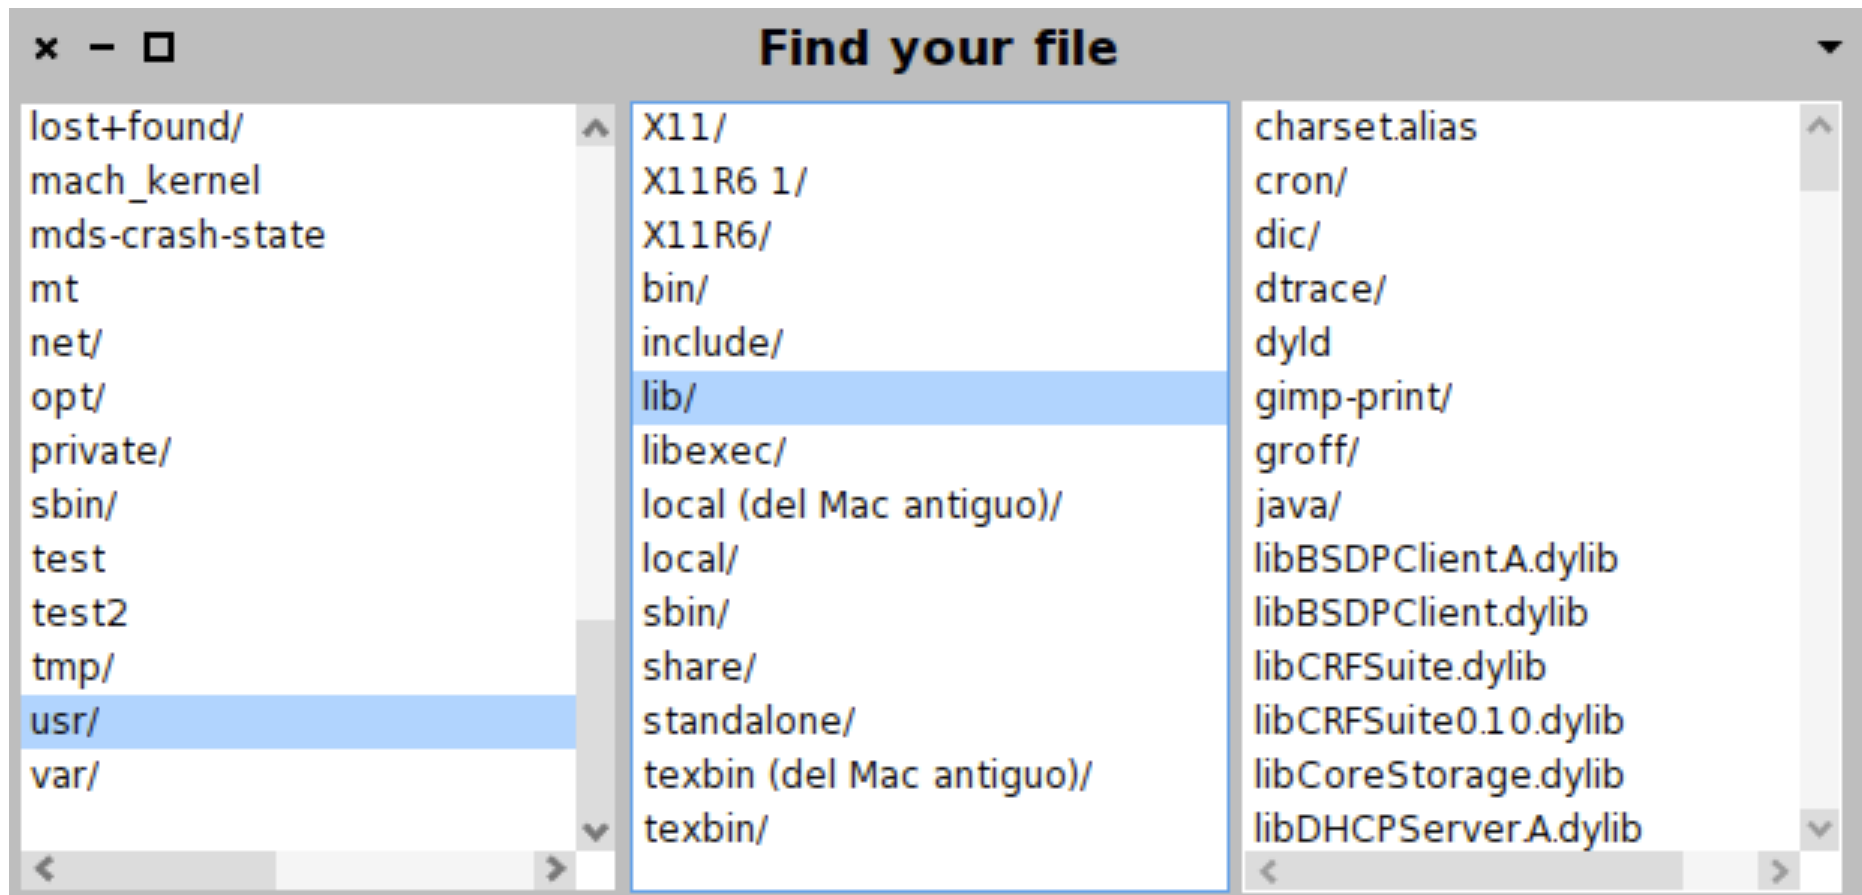 Find your file
lost+found/
mach_kernel
mds-crash-state
mt
net/
opt/
private/
sbin/
test
test2
tmp/
usr/
var/
X11/
X11R6 1/
X11R6/
bin/
include/
lib/
libexec/
local (del Mac antiguo)/
local/
sbin/
share/
standalone/
texbin (del Mac antiguo)/
texbin/
charset.alias
cron/
dic/
dtrace/
dyld
gimp-print/
groff/
java/
libBSDPClient.A.dylib
libBSDPClient.dylib
libCRFSuite.dylib
libCRFSuite0.10.dylib
libCoreStorage.dylib
libDHCPServer.A.dylib